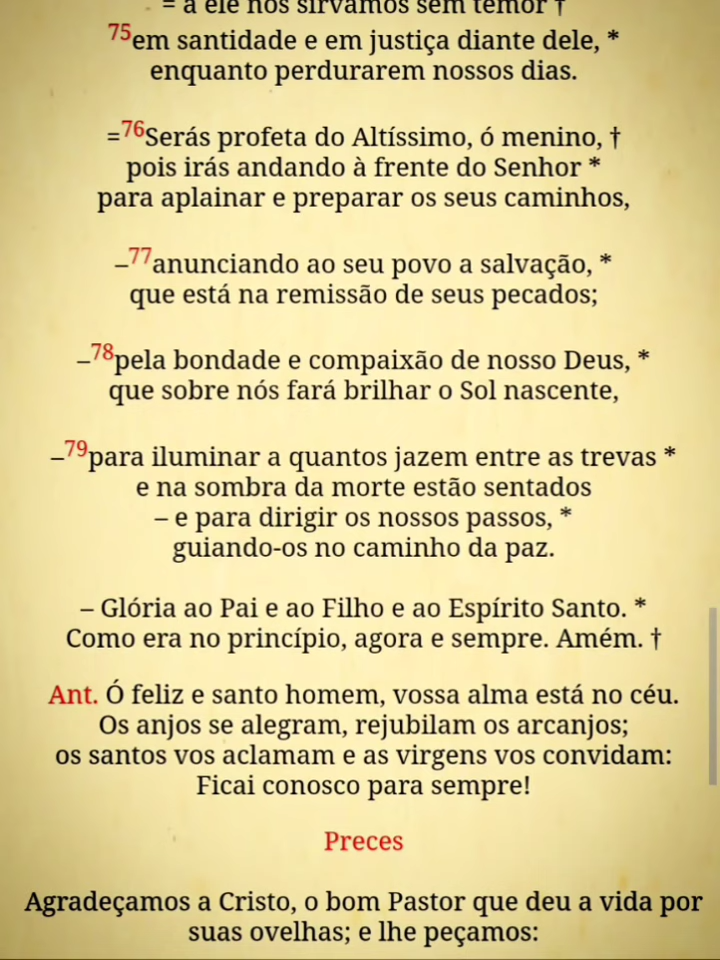 = a ele nós sirvamos sem temor †
75em santidade e em justiça diante dele, *
enquanto perdurarem nossos dias.
=76Serás profeta do Altíssimo, ó menino, †
pois irás andando à frente do Senhor *
para aplainar e preparar os seus caminhos,
–77anunciando ao seu povo a salvação, *
que está na remissão de seus pecados;
–78pela bondade e compaixão de nosso Deus, *
que sobre nós fará brilhar o Sol nascente,
–79para iluminar a quantos jazem entre as trevas *
e na sombra da morte estão sentados
– e para dirigir os nossos passos, *
guiando-os no caminho da paz.
– Glória ao Pai e ao Filho e ao Espírito Santo. *
Como era no princípio, agora e sempre. Amém. †
Ant. Ó feliz e santo homem, vossa alma está no céu.
Os anjos se alegram, rejubilam os arcanjos;
os santos vos aclamam e as virgens vos convidam:
Ficai conosco para sempre!
Preces
Agradeçamos a Cristo, o bom Pastor que deu a vida por
suas ovelhas; e lhe peçamos: